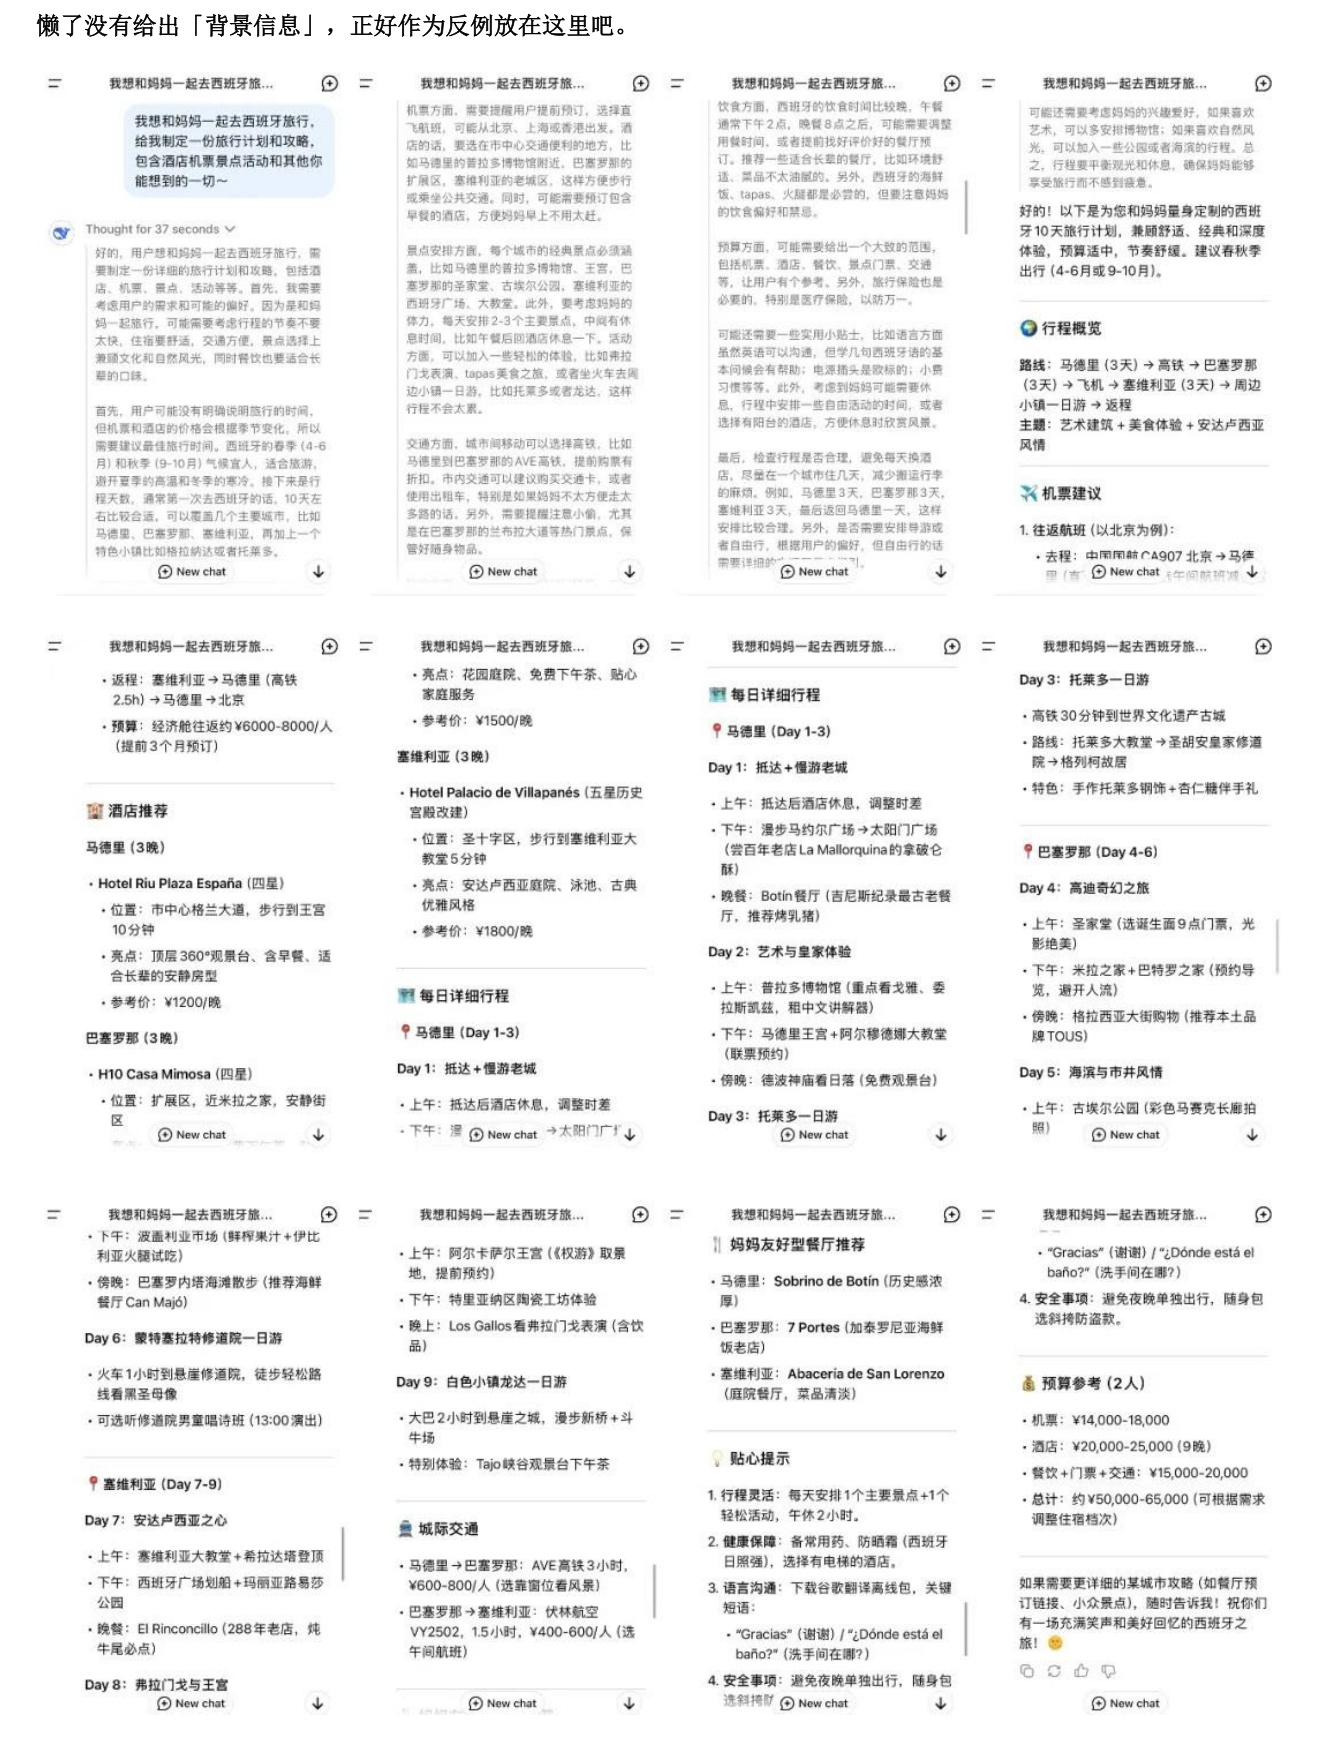 懒了没有给出「背景信息」，正好作为反例放在这里吧。
我想和妈妈一起去西班牙旅...
我想和妈妈一起去西班牙旅行，
给我制定一份旅行计划和攻略，
包含酒店机票景点活动和其他你
能想到的一切～
Thought for 37 seconds
好的，用户想和妈妈一起去西班牙旅行，需
要制定一份详细的旅行计划和攻略，包括酒
店、机票、景点、活动等等。首先，我需要
考虑用户的需求和可能的偏好。因为是和妈
妈一起旅行，可能需要考虑行程的节奏不要
太快，住宿要舒适，交通方便，景点选择上
兼顾文化和自然风光，同时餐饮也要适合长
辈的口味。
首先，用户可能没有明确说明旅行的时间，
但机票和酒店的价格会根据季节变化，所以
需要建议最佳旅行时间。西班牙的春季 (4-6
月) 和秋季 (9-10月) 气候宜人，适合旅游，
避开夏季的高温和冬季的寒冷。接下来是行
程天数，通常第一次去西班牙的话，10天左
右比较合适，可以覆盖几个主要城市，比如
马德里、巴塞罗那、塞维利亚，再加上一个
特色小镇比如格拉纳达或者托莱多。
New chat
我想和妈妈一起去西班牙旅...
机票方面，需要提醒用户提前预订，选择直
飞航班，可能从北京、上海或香港出发。酒
店的话，要选在市中心交通便利的地方，比
如马德里的普拉多博物馆附近，巴塞罗那的
扩展区，塞维利亚的老城区，这样方便步行
或乘坐公共交通。同时，可能需要预订包含
早餐的酒店，方便妈妈早上不用太赶。
景点安排方面，每个城市的经典景点必须涵
盖，比如马德里的普拉多博物馆、王宫，巴
塞罗那的圣家堂、古埃尔公园，塞维利亚的
西班牙广场、大教堂。此外，要考虑妈妈的
体力，每天安排2-3个主要景点，中间有休
息时间，比如午餐后回酒店休息一下。活动
方面，可以加入一些轻松的体验，比如弗拉
门戈表演、tapas美食之旅，或者坐火车去周
边小镇一日游，比如托莱多或者龙达，这样
行程不会太累。
交通方面，城市间移动可以选择高铁，比如
马德里到巴塞罗那的AVE高铁，提前购票有
折扣。市内交通可以建议购买交通卡，或者
使用出租车，特别是如果妈妈不太方便走太
多路的话。另外，需要提醒注意小偷，尤其
是在巴塞罗那的兰布拉大道等热门景点，保
管好随身物品。
New chat
我想和妈妈一起去西班牙旅...
饮食方面，西班牙的饮食时间比较晚，午餐
通常下午2点，晚餐8点之后，可能需要调整
用餐时间，或者提前找好评价好的餐厅预
订。推荐一些适合长辈的餐厅，比如环境舒
适、菜品不太油腻的。另外，西班牙的海鲜
饭、tapas、火腿都是必尝的，但要注意妈妈
的饮食偏好和禁忌。
预算方面，可能需要给出一个大致的范围，
包括机票、酒店、餐饮、景点门票、交通
等，让用户有个参考。另外，旅行保险也是
必要的，特别是医疗保险，以防万一。
可能还需要一些实用小贴士，比如语言方面
虽然英语可以沟通，但学几句西班牙语的基
本问候会有帮助；电源插头是欧标的；小费
习惯等等。此外，考虑到妈妈可能需要休
息，行程中安排一些自由活动的时间，或者
选择有阳台的酒店，方便休息时欣赏风景。
最后，检查行程是否合理，避免每天换酒
店，尽量在一个城市住几天，减少搬运行李
的麻烦。例如，马德里3天，巴塞罗那3天，
塞维利亚3天，最后返回马德里一天，这样
安排比较合理。另外，是否需要安排导游或
者自由行，根据用户的偏好，但自由行的话
需要详细的
New chat
我想和妈妈一起去西班牙旅...
可能还需要考虑妈妈的兴趣爱好，如果喜欢
艺术，可以多安排博物馆；如果喜欢自然风
光，可以加入一些公园或者海滨的行程。总
之，行程要平衡观光和休息，确保妈妈能够
享受旅行而不感到疲惫。
好的！以下是为您和妈妈量身定制的西班
牙10天旅行计划，兼顾舒适、经典和深度
体验，预算适中，节奏舒缓。建议春秋季
出行 (4-6月或9-10月)。
行程概览
路线：马德里 (3天) → 高铁 → 巴塞罗那
(3天) → 飞机 → 塞维利亚 (3天) → 周边
小镇一日游 → 返程
主题：艺术建筑 + 美食体验 + 安达卢西亚
风情
机票建议
1. 往返航班 (以北京为例)：
• 去程：中国国航 CA907 北京 → 马德
里 (直 午间航班减
New chat
我想和妈妈一起去西班牙旅...
• 返程：塞维利亚 → 马德里 (高铁
2.5h) → 马德里 → 北京
• 预算：经济舱往返约 ¥6000-8000/人
(提前3个月预订)
酒店推荐
马德里 (3晚)
• Hotel Riu Plaza España (四星)
• 位置：市中心格兰大道，步行到王宫
10分钟
• 亮点：顶层360°观景台、含早餐、适
合长辈的安静房型
• 参考价：¥1200/晚
巴塞罗那 (3晚)
• H10 Casa Mimosa (四星)
• 位置：扩展区，近米拉之家，安静街
区
New chat
我想和妈妈一起去西班牙旅...
• 亮点：花园庭院、免费下午茶、贴心
家庭服务
• 参考价：¥1500/晚
塞维利亚 (3晚)
• Hotel Palacio de Villapanés (五星历史
宫殿改建)
• 位置：圣十字区，步行到塞维利亚大
教堂5分钟
• 亮点：安达卢西亚庭院、泳池、古典
优雅风格
• 参考价：¥1800/晚
每日详细行程
马德里 (Day 1-3)
Day 1：抵达 + 慢游老城
• 上午：抵达后酒店休息，调整时差
• 下午：漫 → 太阳门广场
New chat
我想和妈妈一起去西班牙旅...
每日详细行程
马德里 (Day 1-3)
Day 1：抵达 + 慢游老城
• 上午：抵达后酒店休息，调整时差
• 下午：漫步马约尔广场 → 太阳门广场
(尝百年老店 La Mallorquina的拿破仑
酥)
• 晚餐：Botín餐厅 (吉尼斯纪录最古老餐
厅，推荐烤乳猪)
Day 2：艺术与皇家体验
• 上午：普拉多博物馆 (重点看戈雅、委
拉斯凯兹，租中文讲解器)
• 下午：马德里王宫 + 阿尔穆德娜大教堂
(联票预约)
• 傍晚：德波神庙看日落 (免费观景台)
Day 3：托莱多一日游
New chat
我想和妈妈一起去西班牙旅...
Day 3：托莱多一日游
• 高铁30分钟到世界文化遗产古城
• 路线：托莱多大教堂 → 圣胡安皇家修道
院 → 格列柯故居
• 特色：手作托莱多钢饰 + 杏仁糖伴手礼
巴塞罗那 (Day 4-6)
Day 4：高迪奇幻之旅
• 上午：圣家堂 (选诞生面9点门票，光
影绝美)
• 下午：米拉之家 + 巴特罗之家 (预约导
览，避开人流)
• 傍晚：格拉西亚大街购物 (推荐本土品
牌TOUS)
Day 5：海滨与市井风情
• 上午：古埃尔公园 (彩色马赛克长廊拍
照)
New chat
我想和妈妈一起去西班牙旅...
• 下午：波盖利亚市场 (鲜榨果汁 + 伊比
利亚火腿试吃)
• 傍晚：巴塞罗内塔海滩散步 (推荐海鲜
餐厅 Can Majó)
Day 6：蒙特塞拉特修道院一日游
• 火车1小时到悬崖修道院，徒步轻松路
线看黑圣母像
• 可选听修道院男童唱诗班 (13:00演出)
塞维利亚 (Day 7-9)
Day 7：安达卢西亚之心
• 上午：塞维利亚大教堂 + 希拉达塔登顶
• 下午：西班牙广场划船 + 玛丽亚路易莎
公园
• 晚餐：El Rinconcillo (288年老店，炖
牛尾必点)
Day 8：弗拉门戈与王宫
New chat
我想和妈妈一起去西班牙旅...
• 上午：阿尔卡萨尔王宫 (《权游》取景
地，提前预约)
• 下午：特里亚纳区陶瓷工坊体验
• 晚上：Los Gallos看弗拉门戈表演 (含饮
品)
Day 9：白色小镇龙达一日游
• 大巴2小时到悬崖之城，漫步新桥 + 斗
牛场
• 特别体验：Tajo峡谷观景台下午茶
城际交通
• 马德里 → 巴塞罗那：AVE高铁3小时，
¥600-800/人 (选靠窗位看风景)
• 巴塞罗那 → 塞维利亚：伏林航空
VY2502，1.5小时，¥400-600/人 (选
午间航班)
New chat
我想和妈妈一起去西班牙旅...
妈妈友好型餐厅推荐
• 马德里：Sobrino de Botín (历史感浓
厚)
• 巴塞罗那：7 Portes (加泰罗尼亚海鲜
饭老店)
• 塞维利亚：Abacería de San Lorenzo
(庭院餐厅，菜品清淡)
贴心提示
1. 行程灵活：每天安排1个主要景点+1个
轻松活动，午休2小时。
2. 健康保障：备常用药、防晒霜 (西班牙
日照强)，选择有电梯的酒店。
3. 语言沟通：下载谷歌翻译离线包，关键
短语：
• “Gracias” (谢谢) / “¿Dónde está el
baño?” (洗手间在哪？)
4. 安全事项：避免夜晚单独出行，随身包
选斜挎防
New chat
我想和妈妈一起去西班牙旅...
• “Gracias” (谢谢) / “¿Dónde está el
baño?” (洗手间在哪？)
4. 安全事项：避免夜晚单独出行，随身包
选斜挎防盗款。
预算参考 (2人)
• 机票：¥14,000-18,000
• 酒店：¥20,000-25,000 (9晚)
• 餐饮+门票+交通：¥15,000-20,000
• 总计：约¥50,000-65,000 (可根据需求
调整住宿档次)
如果需要更详细的某城市攻略 (如餐厅预
订链接、小众景点)，随时告诉我！祝你们
有一场充满笑声和美好回忆的西班牙之
旅！
New chat